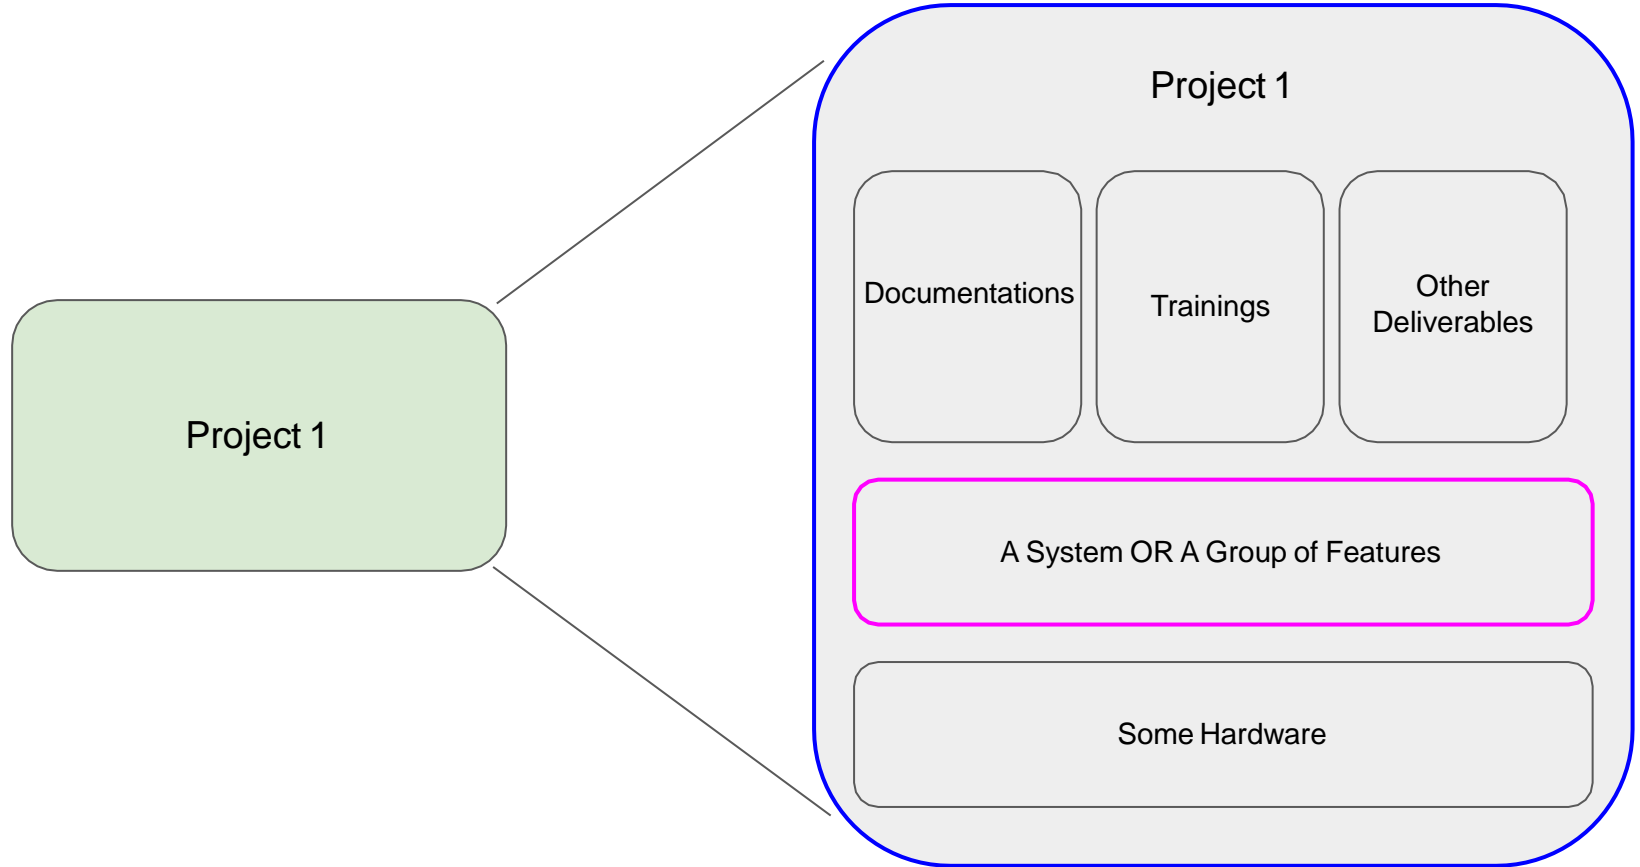 Project 1
Project 1
Documentations
Trainings
Other
Deliverables
A System OR A Group of Features
Some Hardware